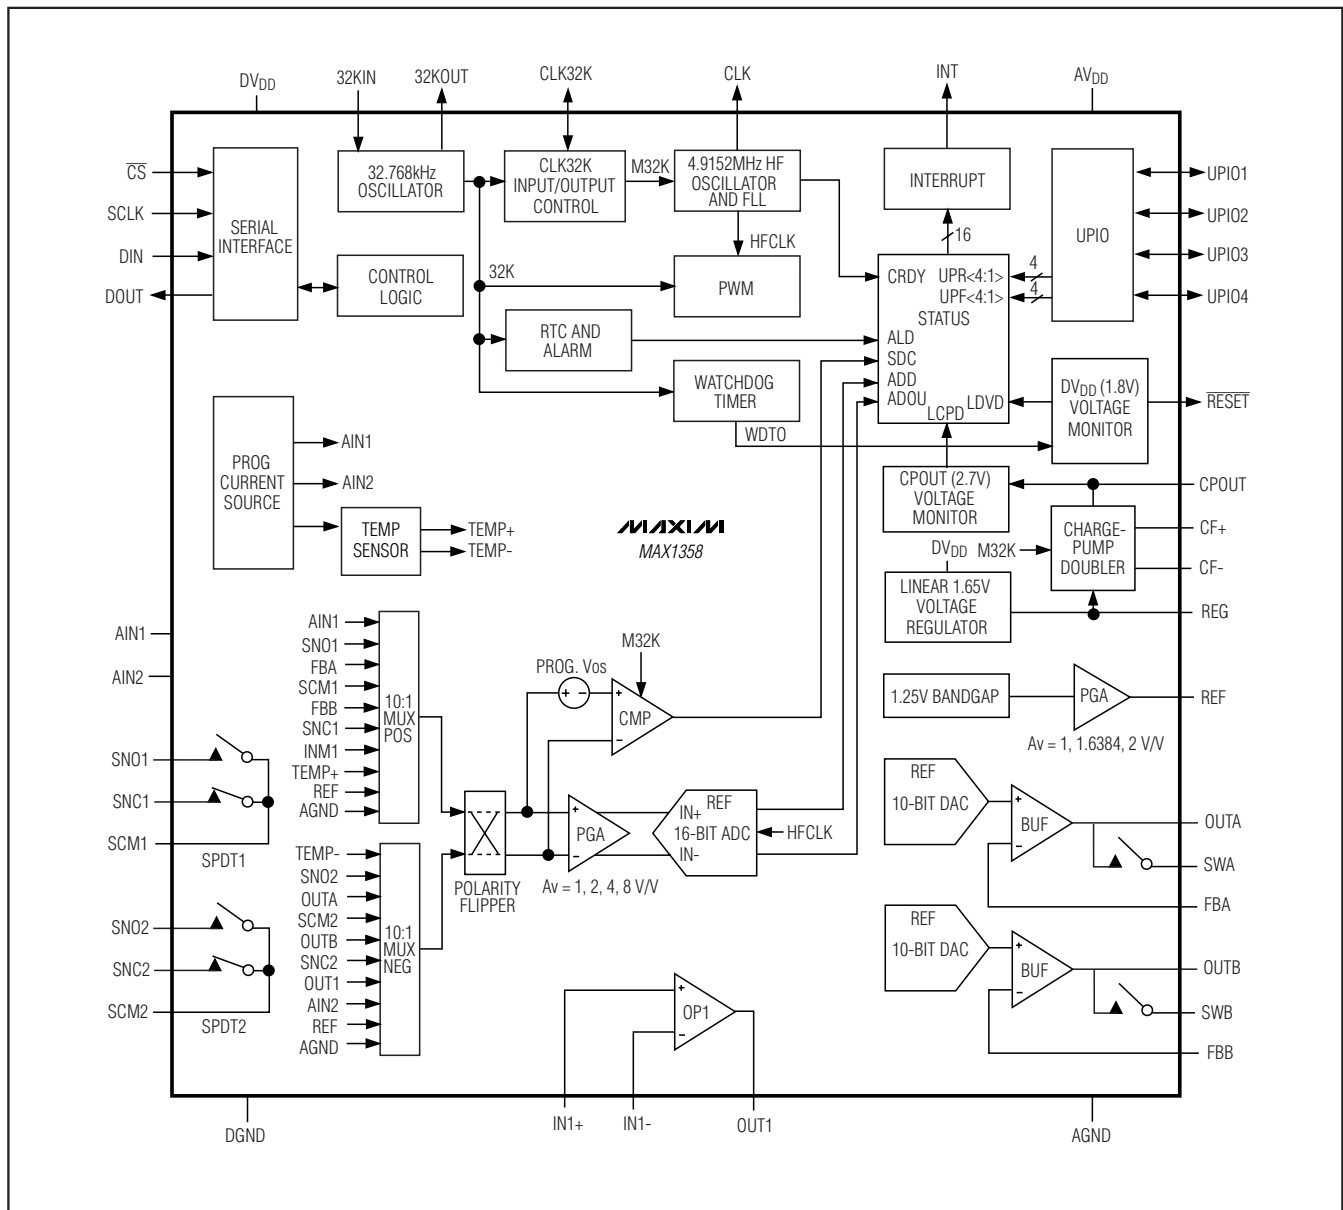 DVDD
32KIN
32KOUT
CLK32K
CLK
INT
AVDD
CS
SCLK
DIN
DOUT
SERIAL
INTERFACE
32.768kHz
OSCILLATOR
CONTROL
LOGIC
CLK32K
INPUT/OUTPUT
CONTROL
M32K
4.9152MHz HF
OSCILLATOR
AND FLL
HFCLK
32K
PWM
RTC AND
ALARM
WATCHDOG
TIMER
WDTO
INTERRUPT
16
CRDY
UPR<4:1>
UPF<4:1>
STATUS
ALD
SDC
ADD
ADOU
LDVD
LCPD
4
4
UPIO
UPIO1
UPIO2
UPIO3
UPIO4
DVDD (1.8V)
VOLTAGE
MONITOR
RESET
PROG
CURRENT
SOURCE
AIN1
AIN2
TEMP
SENSOR
TEMP+
TEMP-
MAXIM
MAX1358
CPOUT (2.7V)
VOLTAGE
MONITOR
DVDD
M32K
CHARGE-
PUMP
DOUBLER
CPOUT
CF+
CF-
LINEAR 1.65V
VOLTAGE
REGULATOR
REG
AIN1
AIN2
AIN1
SNO1
FBA
SCM1
FBB
SNC1
INM1
TEMP+
REF
AGND
10:1
MUX
POS
PROG. Vos
+ -
M32K
+
CMP
-
1.25V BANDGAP
PGA
REF
Av = 1, 1.6384, 2 V/V
SNO1
SNC1
SCM1
SPDT1
TEMP-
SNO2
OUTA
SCM2
OUTB
SNC2
OUT1
AIN2
REF
AGND
10:1
MUX
NEG
POLARITY
FLIPPER
+
PGA
-
Av = 1, 2, 4, 8 V/V
REF
IN+
16-BIT ADC
IN-
HFCLK
REF
10-BIT DAC
+
BUF
-
OUTA
SWA
FBA
SNO2
SNC2
SCM2
SPDT2
REF
10-BIT DAC
+
BUF
-
OUTB
SWB
FBB
+
OP1
-
DGND
IN1+
IN1-
OUT1
AGND